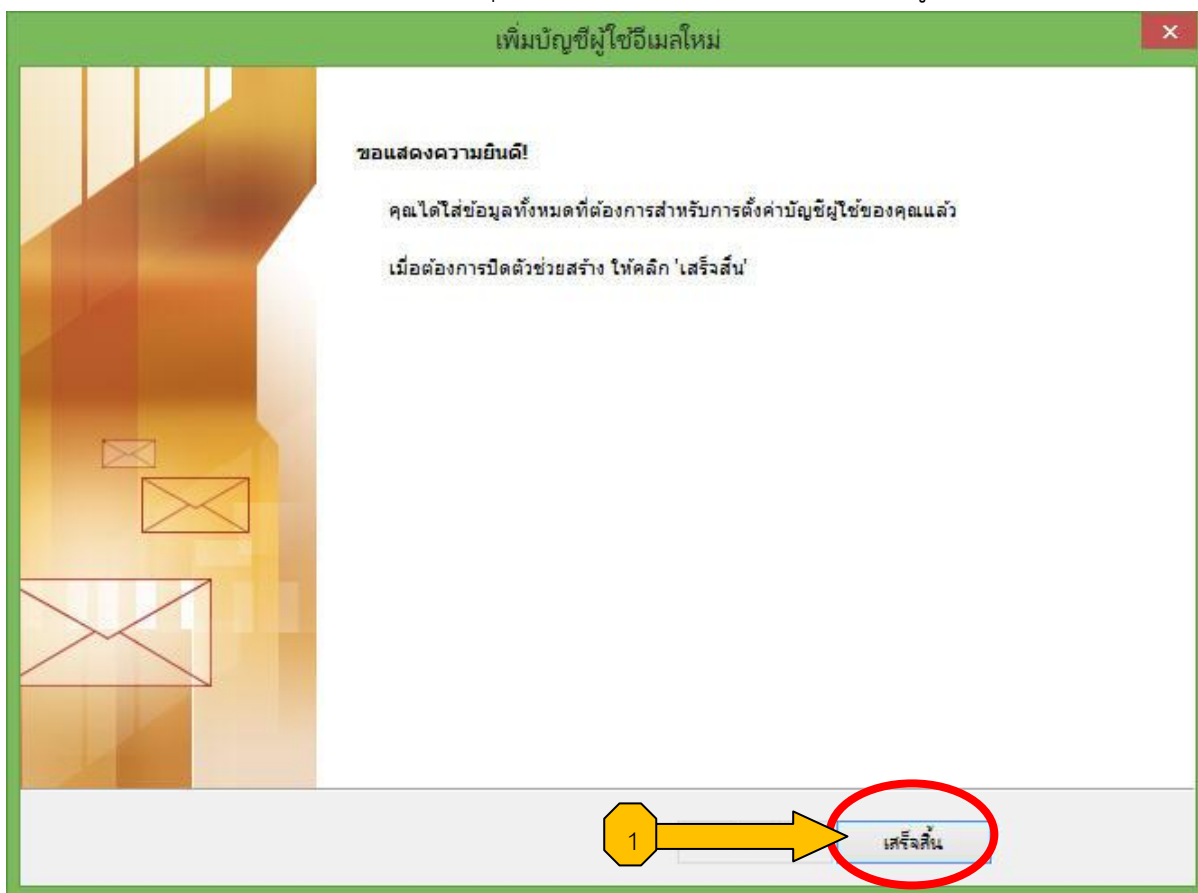 เพิ่มบัญชีผู้ใช้อีเมลใหม่
ขอแสดงความยินดี!
คุณได้ใส่ข้อมูลทั้งหมดที่ต้องการสำหรับการตั้งค่าบัญชีผู้ใช้ของคุณแล้ว
เมื่อต้องการปิดตัวช่วยสร้าง ให้คลิก 'เสร็จสิ้น'
1
เสร็จสิ้น